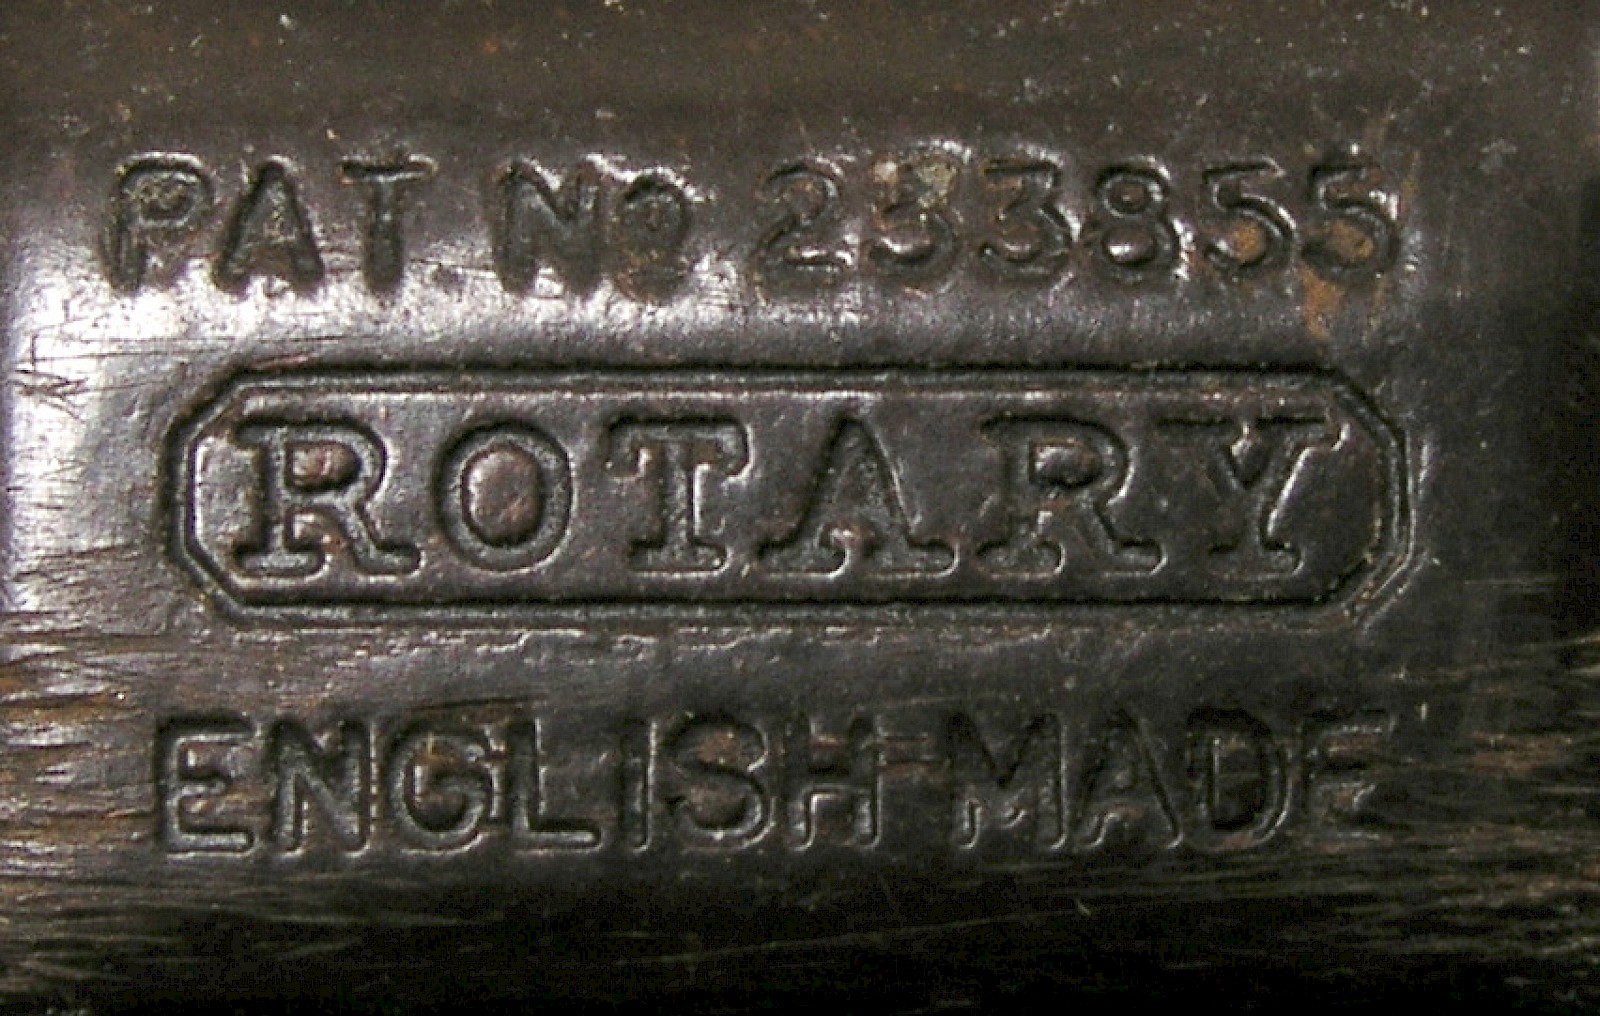 PAT No 233855
ROTARY
ENGLISH MADE